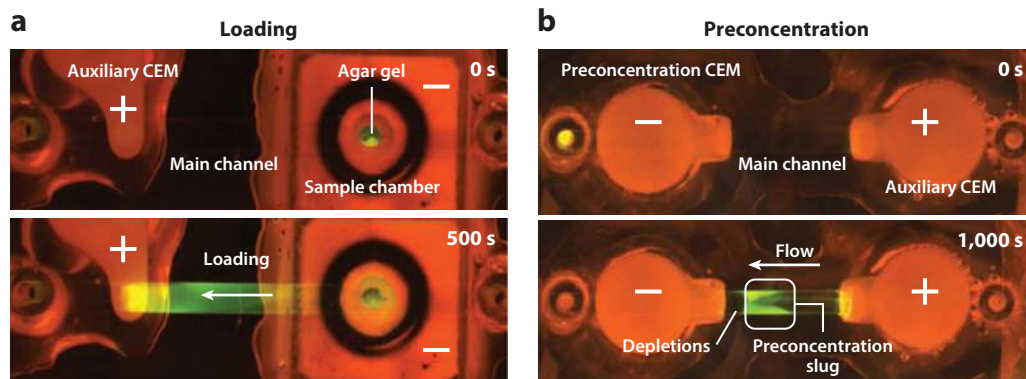 a
Loading
Auxiliary CEM
Agar gel
0 s
+
−
Main channel
Sample chamber
500 s
+
Loading
−
b
Preconcentration
Preconcentration CEM
0 s
−
+
Main channel
Auxiliary CEM
1,000 s
Flow
−
+
Depletions
Preconcentration
slug